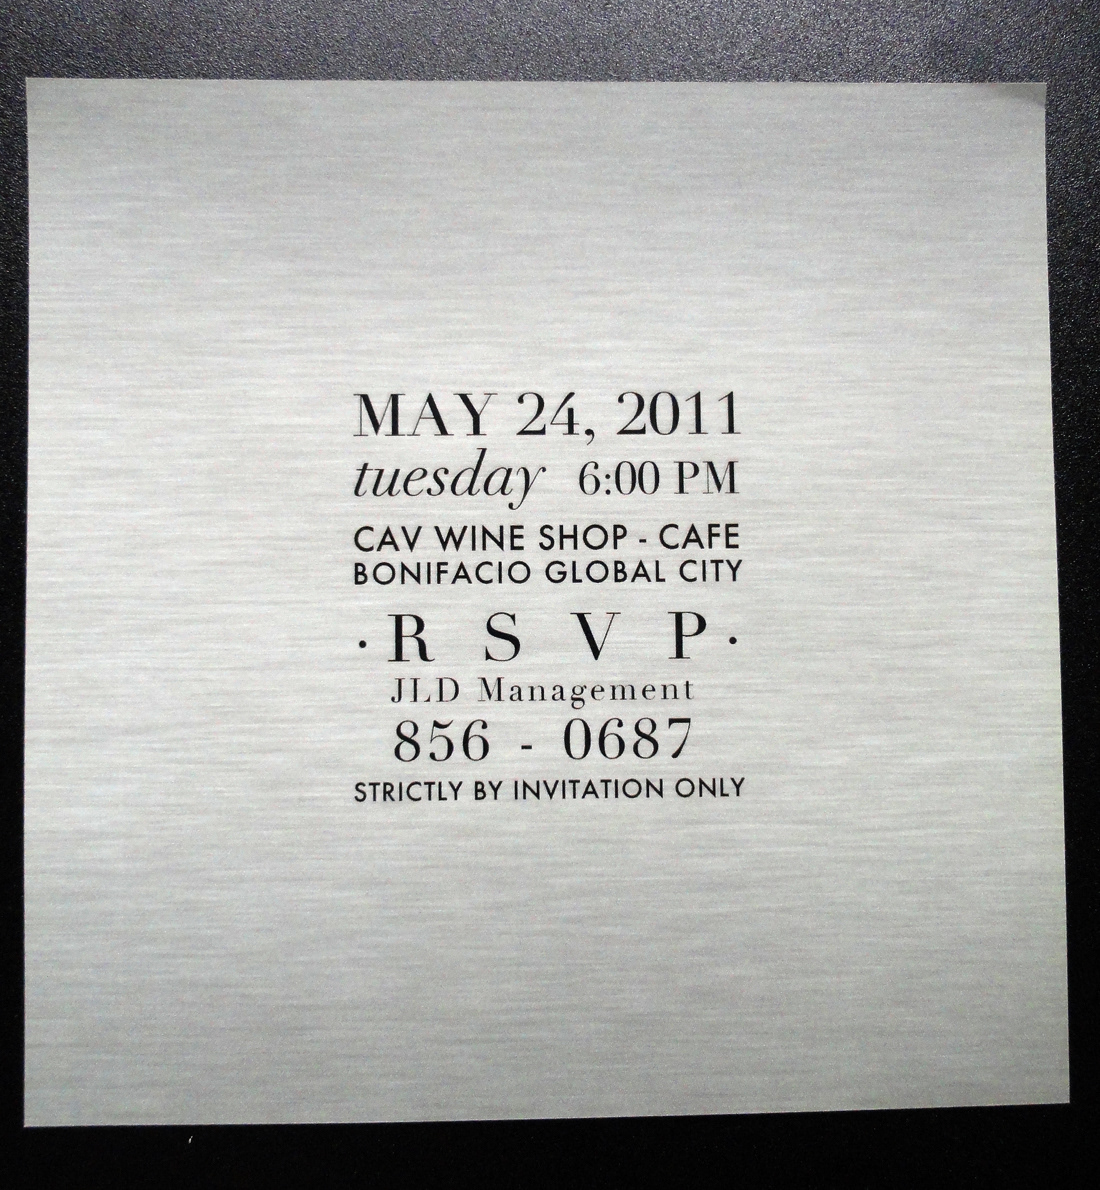 MAY 24, 2011
tuesday 6:00 PM
CAV WINE SHOP - CAFE
BONIFACIO GLOBAL CITY
· R S V P ·
JLD Management
856 - 0687
STRICTLY BY INVITATION ONLY